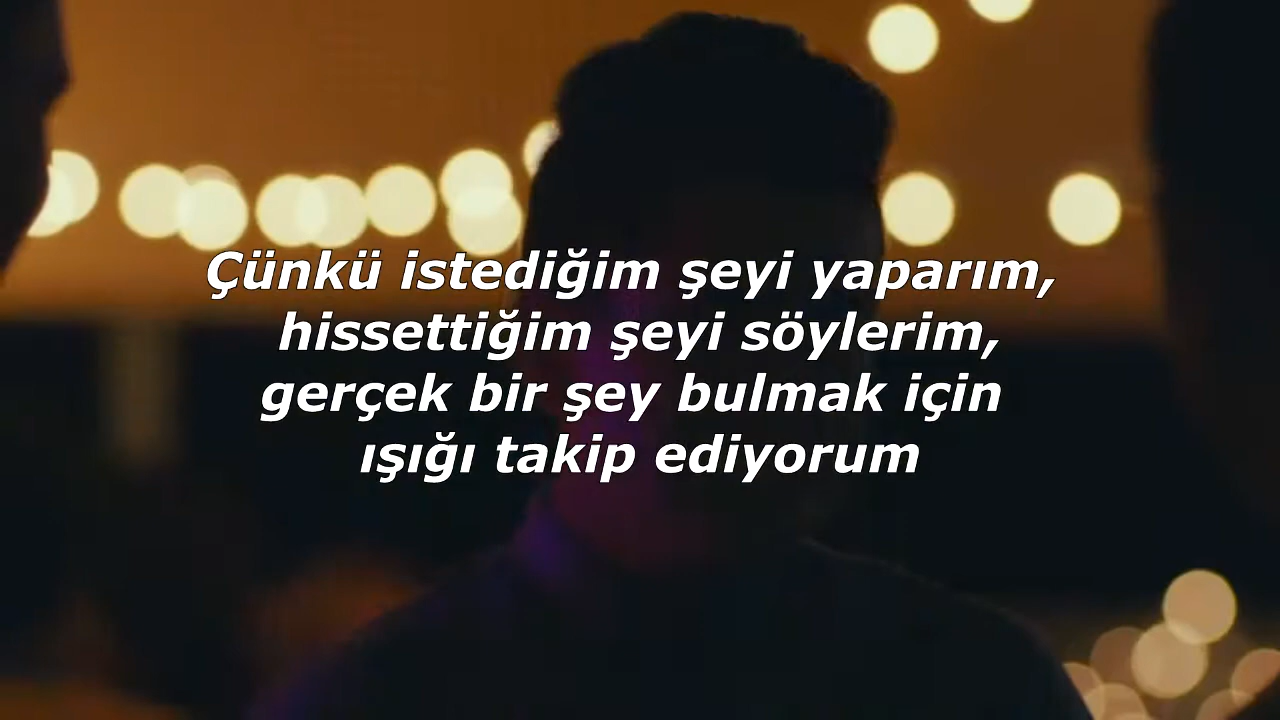 Çünkü istediğim şeyi yaparım,
hissettiğim şeyi söylerim,
gerçek bir şey bulmak için
ışığı takip ediyorum